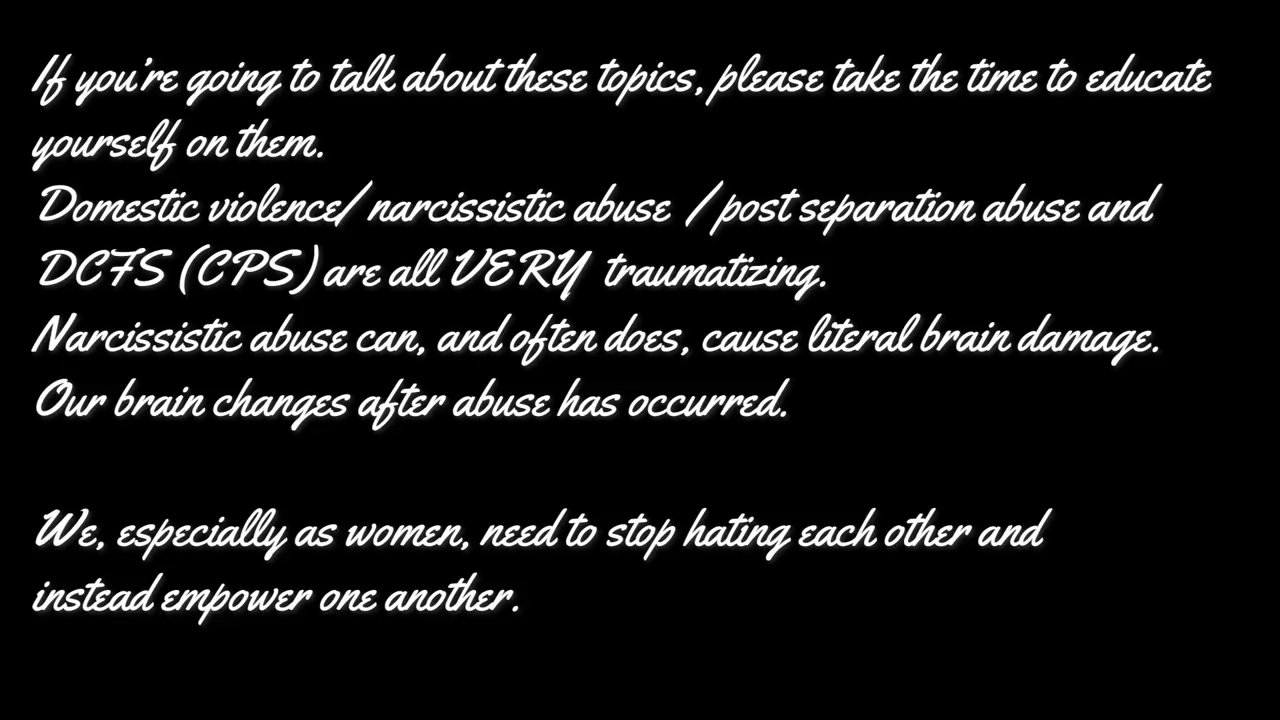 If you're going to talk about these topics, please take the time to educate
yourself on them.
Domestic violence/ narcissistic abuse / post separation abuse and
DCFS (CPS) are all VERY traumatizing.
Narcissistic abuse can, and often does, cause literal brain damage.
Our brain changes after abuse has occurred.
We, especially as women, need to stop hating each other and
instead empower one another.